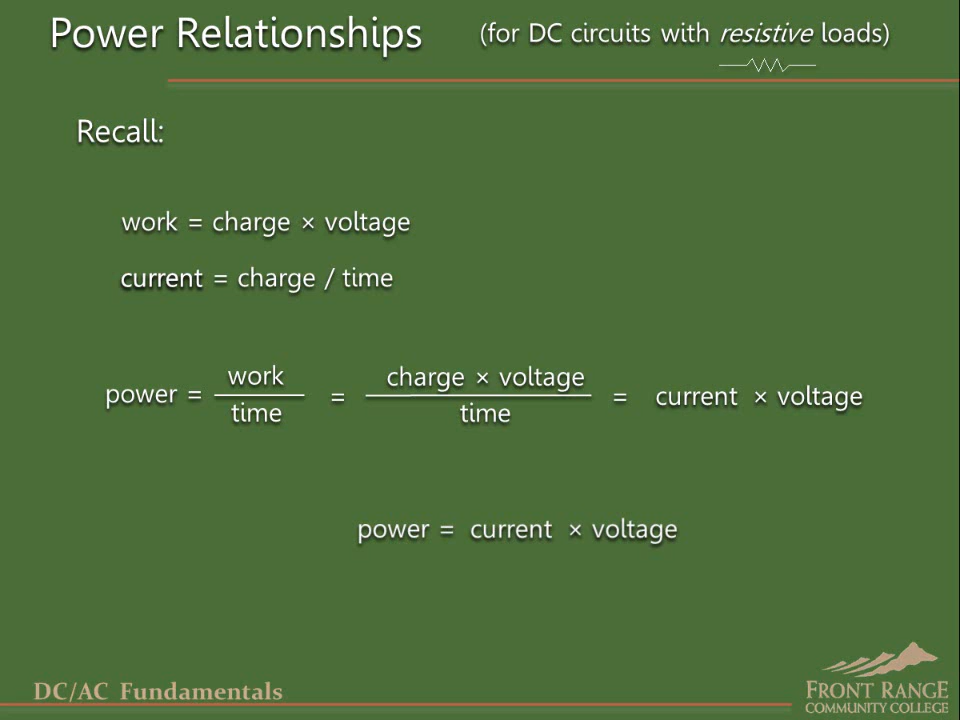 Power Relationships (for DC circuits with resistive loads)
Recall:
work = charge × voltage
current = charge / time
power = work / time = charge × voltage / time = current × voltage
power = current × voltage
DC/AC Fundamentals
FRONT RANGE
COMMUNITY COLLEGE